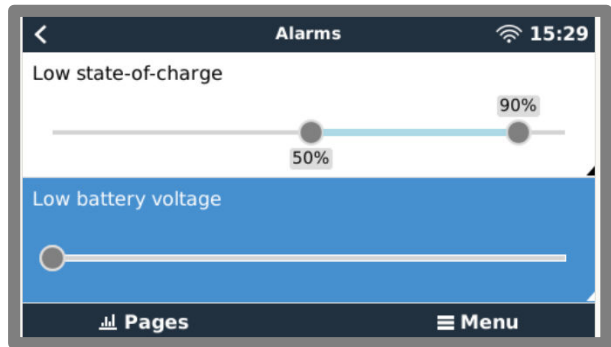 Alarms
15:29
Low state-of-charge
90%
50%
Low battery voltage
Pages
Menu